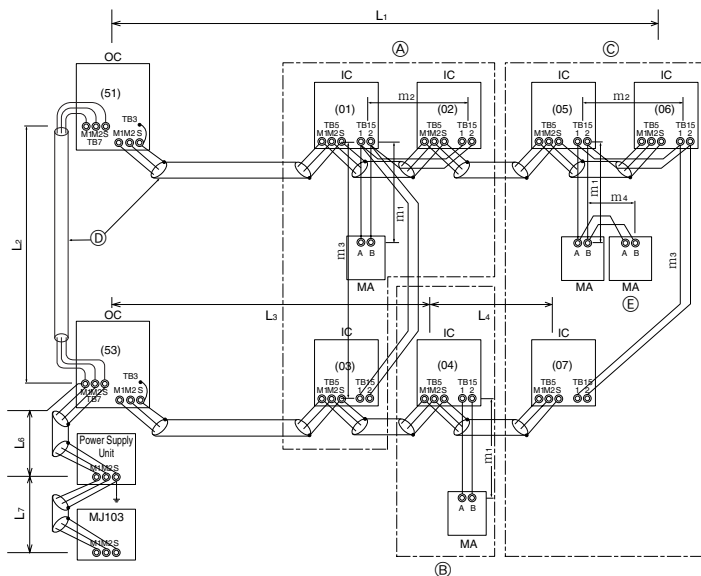 L1
A
C
OC
IC
IC
IC
IC
(51)
(01)
(02)
(05)
(06)
m2
m2
TB3
M1M2S
TB7
M1M2S
TB5
M1M2S
TB15
1 2
TB5
M1M2S
TB15
1 2
TB5
M1M2S
TB15
1 2
TB5
M1M2S
TB15
1 2
L2
D
m1
m3
m1
m4
m3
A B
MA
A B
MA
A B
MA
E
L3
L4
OC
IC
IC
IC
(53)
(03)
(04)
(07)
TB3
M1M2S
TB7
M1M2S
TB5
M1M2S
TB15
1 2
TB5
M1M2S
TB15
1 2
TB5
M1M2S
TB15
1 2
L6
Power Supply
Unit
M1M2S
m1
A B
MA
L7
MJ103
M1M2S
B